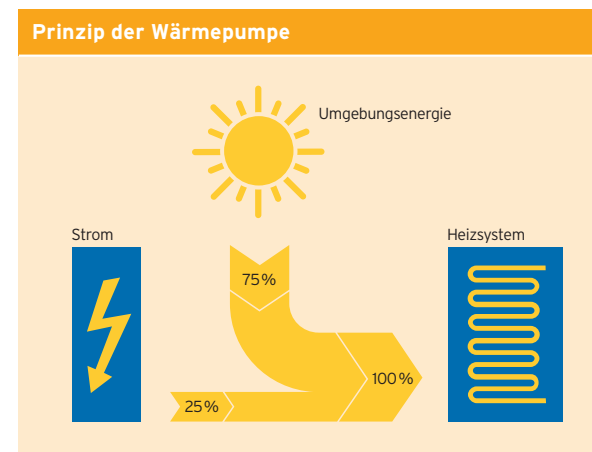 Prinzip der Wärmepumpe
Umgebungsenergie
Strom
Heizsystem
75%
100%
25%